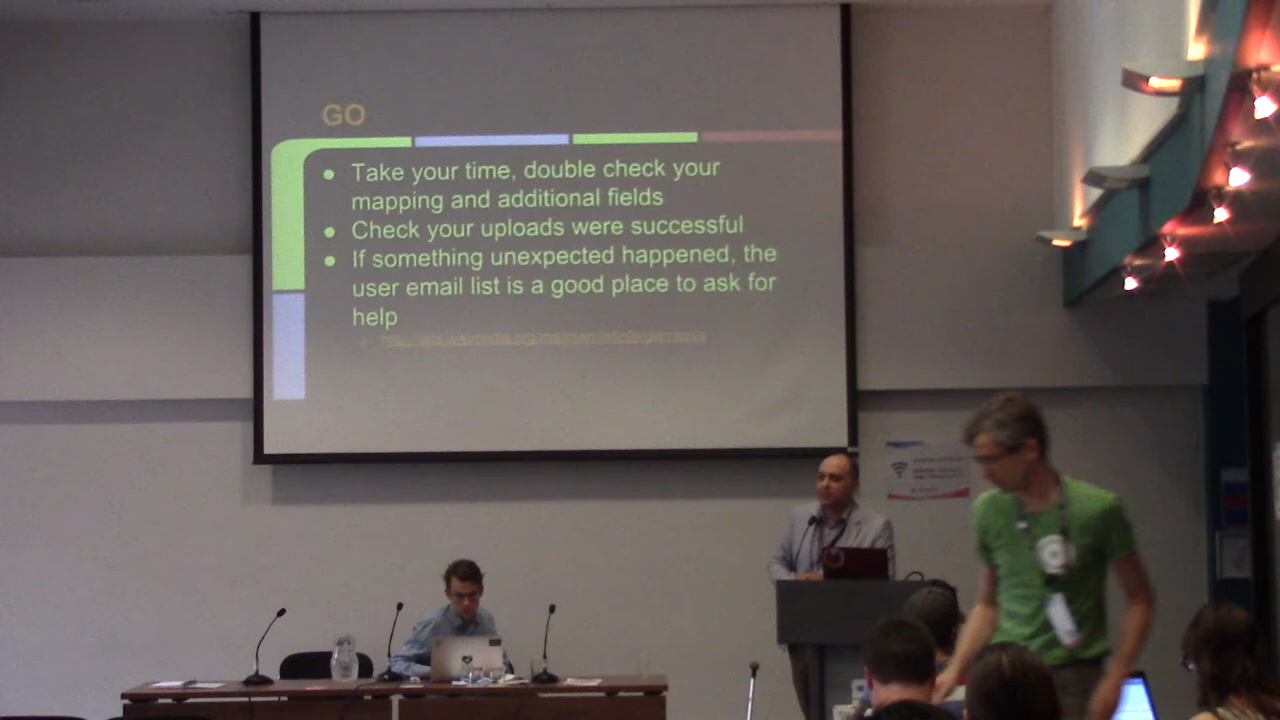 GO
● Take your time, double check your
mapping and additional fields
● Check your uploads were successful
● If something unexpected happened, the
user email list is a good place to ask for
help